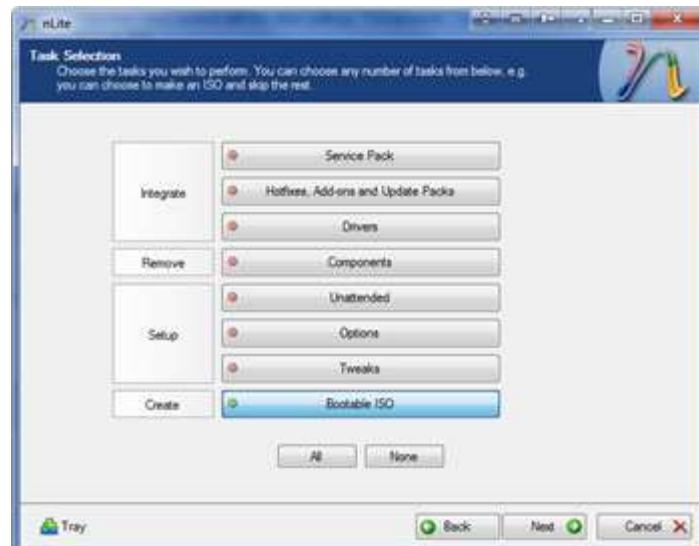 nLite
Task Selection
Choose the tasks you wish to perform. You can choose any number of tasks from below, e.g.
you can choose to make an ISO and skip the rest.
Integrate
Service Pack
Hotfixes, Add-ons and Update Packs
Drivers
Remove
Components
Setup
Unattended
Options
Tweaks
Create
Bootable ISO
All
None
Tray
Back
Next
Cancel